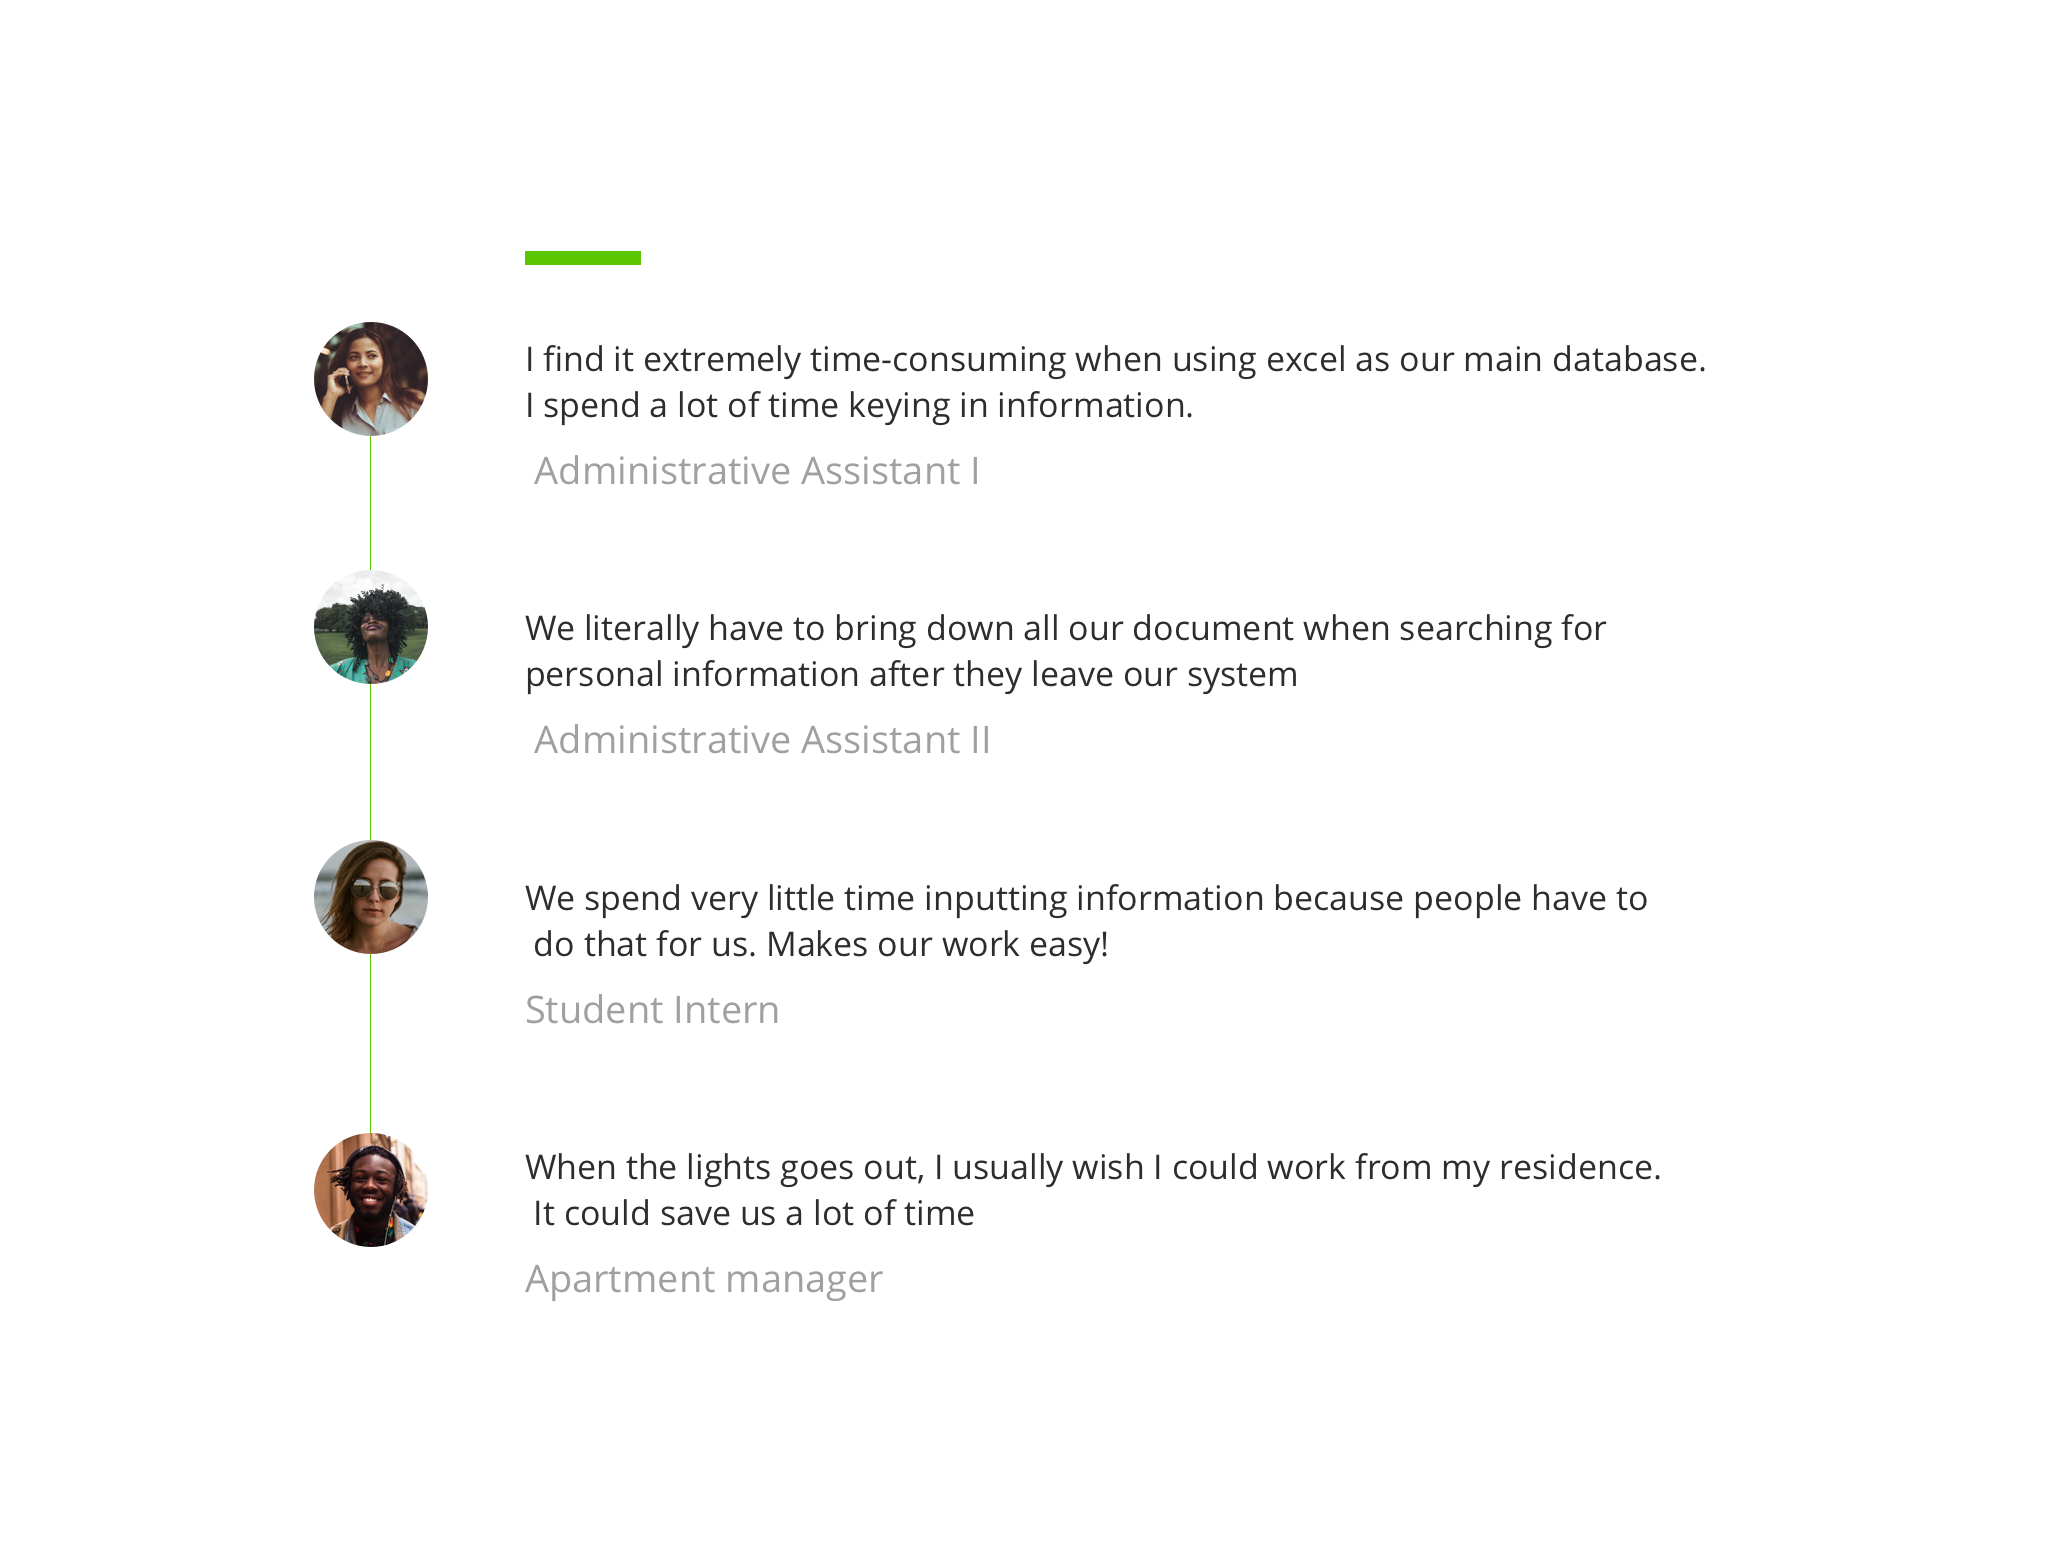 I find it extremely time-consuming when using excel as our main database.
I spend a lot of time keying in information.
Administrative Assistant I
We literally have to bring down all our document when searching for
personal information after they leave our system
Administrative Assistant II
We spend very little time inputting information because people have to
do that for us. Makes our work easy!
Student Intern
When the lights goes out, I usually wish I could work from my residence.
It could save us a lot of time
Apartment manager